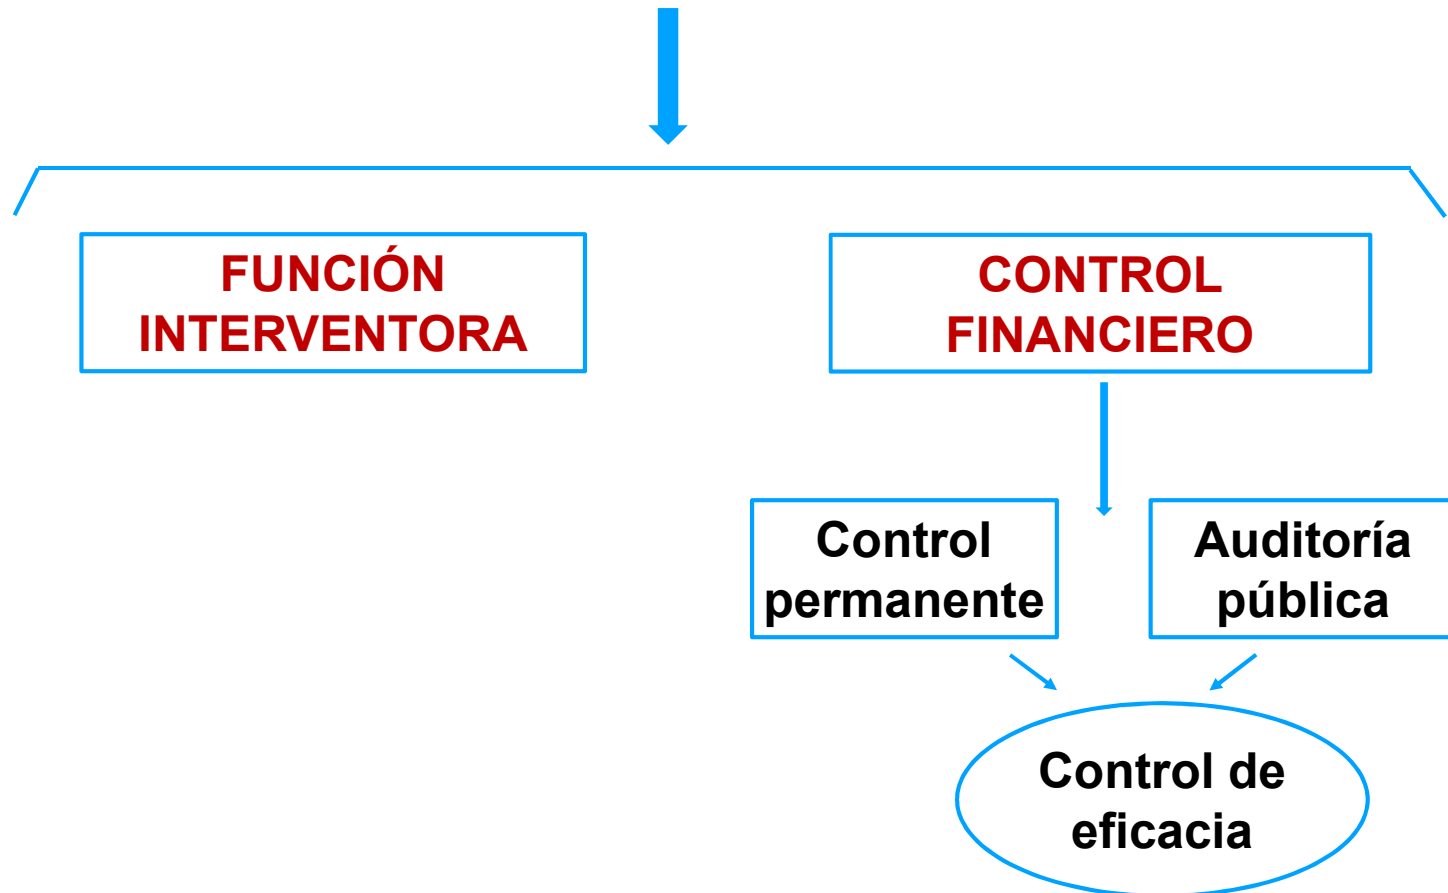 FUNCIÓN
INTERVENTORA
CONTROL
FINANCIERO
Control
permanente
Auditoría
pública
Control de
eficacia